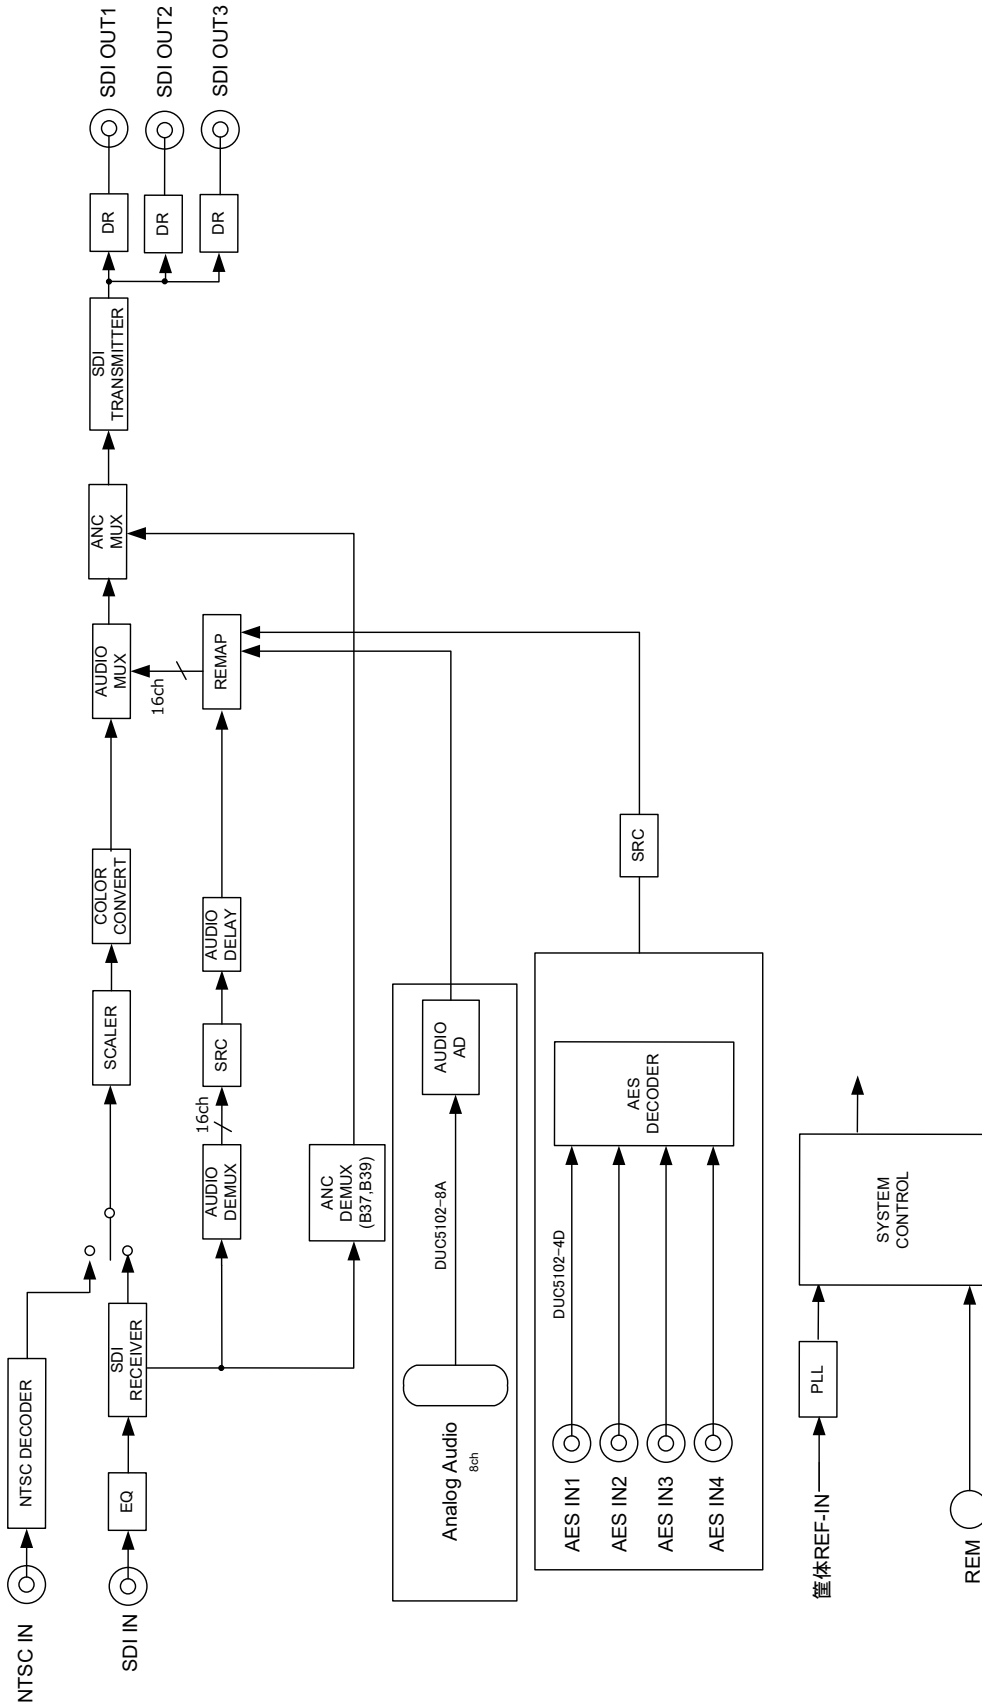 NTSC IN
NTSC DECODER
SDI IN
EQ
SDI
RECEIVER
SCALER
COLOR
CONVERT
AUDIO
MUX
ANC
MUX
SDI
TRANSMITTER
DR
SDI OUT1
DR
SDI OUT2
DR
SDI OUT3
AUDIO
DEMUX
16ch
SRC
AUDIO
DELAY
REMAP
16ch
ANC
DEMUX
(B37,B39)
Analog Audio
8ch
DUC5102-8A
AUDIO
AD
AES IN1
AES IN2
AES IN3
AES IN4
DUC5102-4D
AES
DECODER
SRC
筐体REF-IN
PLL
SYSTEM
CONTROL
REM